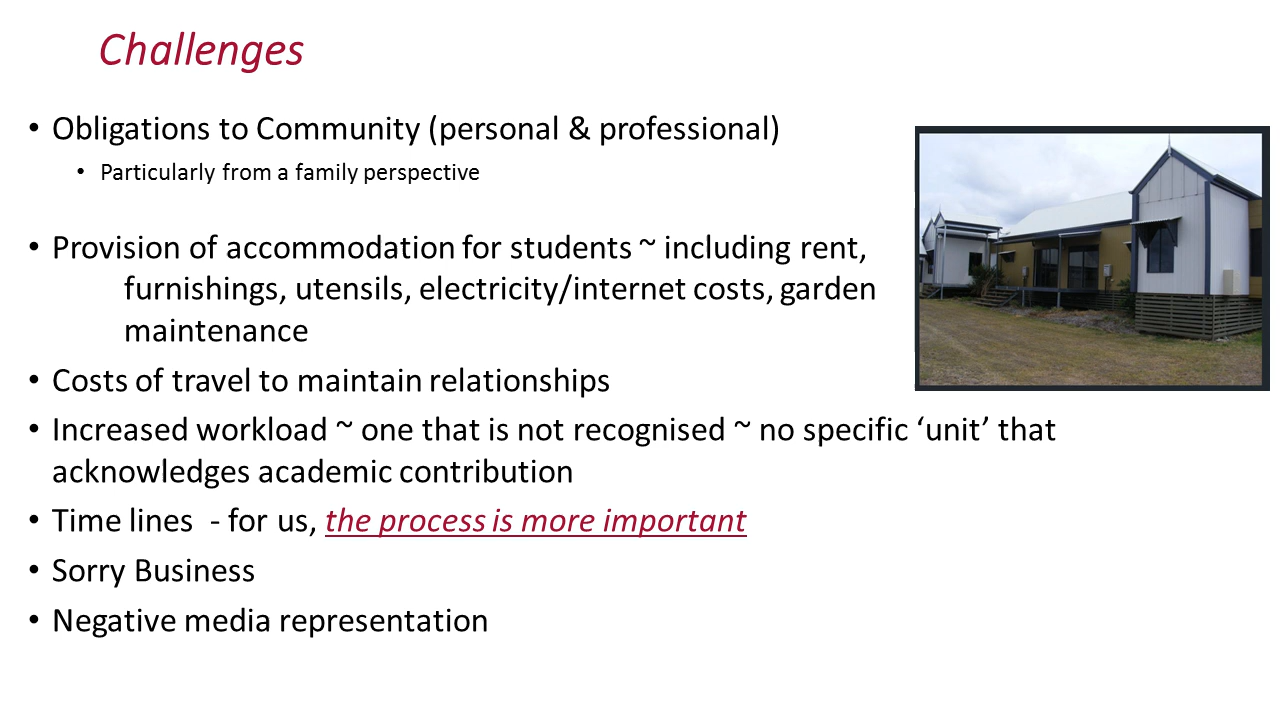 Challenges
• Obligations to Community (personal & professional)
• Particularly from a family perspective
• Provision of accommodation for students ~ including rent,
furnishings, utensils, electricity/internet costs, garden
maintenance
• Costs of travel to maintain relationships
• Increased workload ~ one that is not recognised ~ no specific ‘unit’ that
acknowledges academic contribution
• Time lines  - for us, the process is more important
• Sorry Business
• Negative media representation